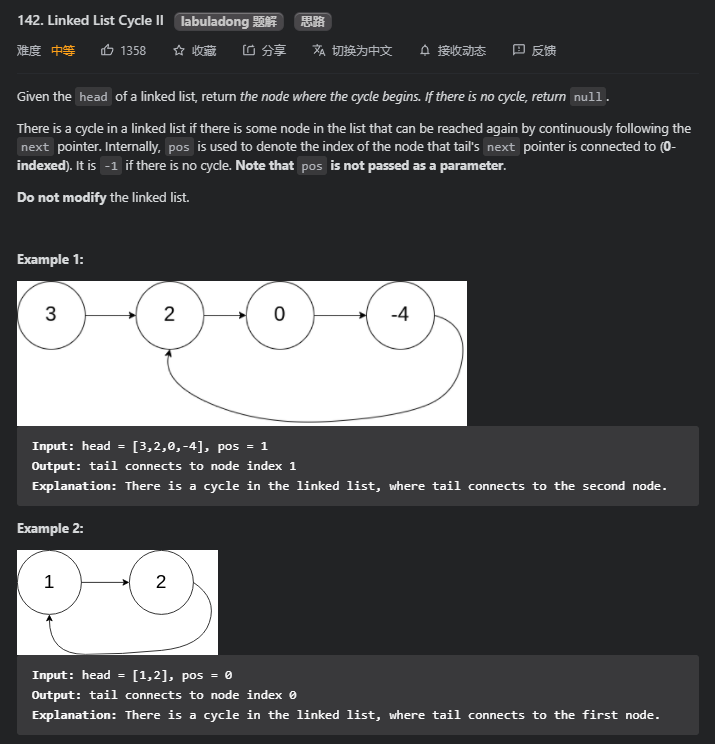 142. Linked List Cycle II labuladong 题解 思路
难度 中等 1358 收藏 分享 切换为中文 接收动态 反馈
Given the head of a linked list, return the node where the cycle begins. If there is no cycle, return null.
There is a cycle in a linked list if there is some node in the list that can be reached again by continuously following the
next pointer. Internally, pos is used to denote the index of the node that tail's next pointer is connected to (0-
indexed). It is -1 if there is no cycle. Note that pos is not passed as a parameter.
Do not modify the linked list.
Example 1:
3 2 0 -4
Input: head = [3,2,0,-4], pos = 1
Output: tail connects to node index 1
Explanation: There is a cycle in the linked list, where tail connects to the second node.
Example 2:
1 2
Input: head = [1,2], pos = 0
Output: tail connects to node index 0
Explanation: There is a cycle in the linked list, where tail connects to the first node.